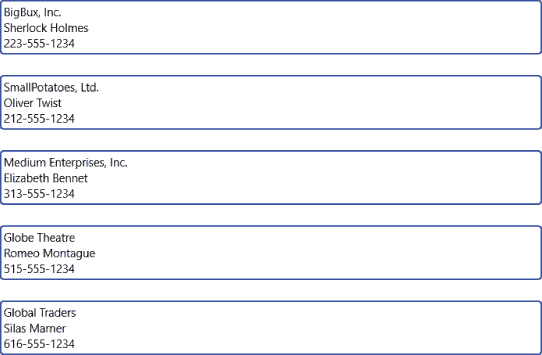 BigBux, Inc.
Sherlock Holmes
223-555-1234
SmallPotatoes, Ltd.
Oliver Twist
212-555-1234
Medium Enterprises, Inc.
Elizabeth Bennet
313-555-1234
Globe Theatre
Romeo Montague
515-555-1234
Global Traders
Silas Marner
616-555-1234